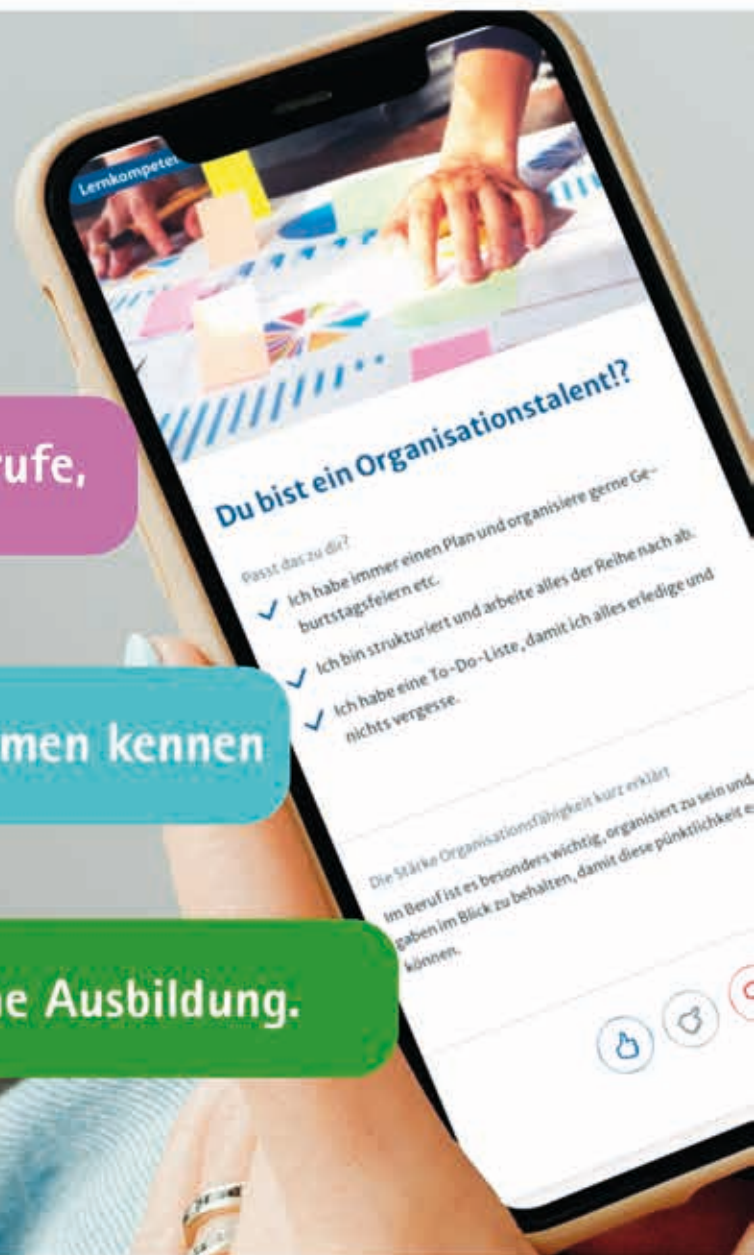 Lernkompeter
Du bist ein Organisationstalent!?
Passt das zu dir?
Ich habe immer einen Plan und organisiere gerne Ge-
burtstagsfeiern etc.
Ich bin strukturiert und arbeite alles der Reihe nach ab.
Ich habe eine To-Do-Liste, damit ich alles erledige und
nichts vergesse.
Die Stärke Organisationsfähigkeit kurz erklärt
Im Beruf ist es besonders wichtig, organisiert zu sein und,
gaben im Blick zu behalten, damit diese pünktlichkeit e
können.
rufe,
men kennen
ne Ausbildung.